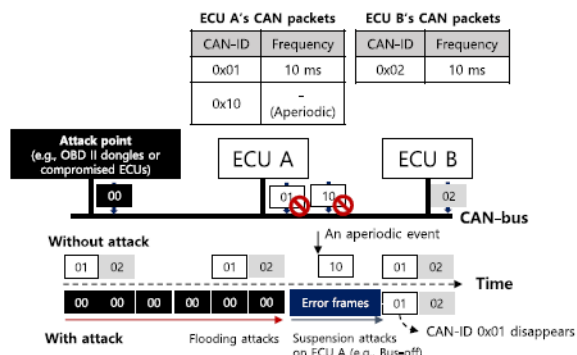 ECU A's CAN packets
ECU B's CAN packets
CAN-ID Frequency
CAN-ID Frequency
0x01 10 ms
0x02 10 ms
0x10 - (Aperiodic)
Attack point
(e.g., OBD II dongles or
compromised ECUs)
ECU A
ECU B
00
01
10
02
CAN-bus
Without attack
An aperiodic event
01 02
01 02
10
01 02
Time
00 00 00 00 00 00
Error frames
01 02
With attack
Flooding attacks
Suspension attacks
on ECU A (e.g., Bus-off)
CAN-ID 0x01 disappears